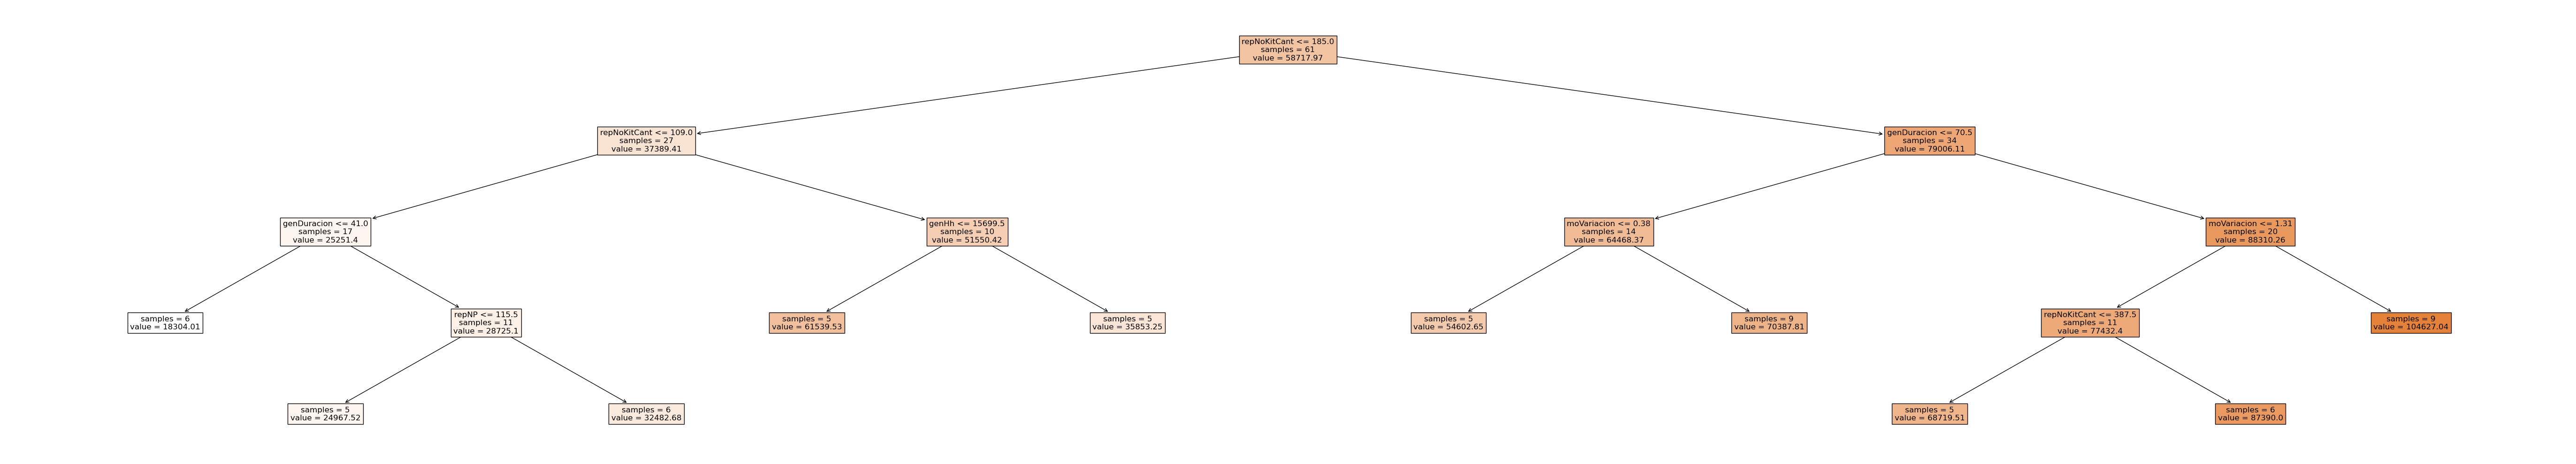 repNoKitCant <= 185.0
samples = 61
value = 58717.97
repNoKitCant <= 109.0
samples = 27
value = 37389.41
genDuracion <= 70.5
samples = 34
value = 79006.11
genDuracion <= 41.0
samples = 17
value = 25251.4
genHh <= 15699.5
samples = 10
value = 51550.42
moVariacion <= 0.38
samples = 14
value = 64468.37
moVariacion <= 1.31
samples = 20
value = 88310.26
samples = 6
value = 18304.01
repNP <= 115.5
samples = 11
value = 28725.1
samples = 5
value = 61539.53
samples = 5
value = 35853.25
samples = 5
value = 54602.65
samples = 9
value = 70387.81
repNoKitCant <= 387.5
samples = 11
value = 77432.4
samples = 9
value = 104627.04
samples = 5
value = 24967.52
samples = 6
value = 32482.68
samples = 5
value = 68719.51
samples = 6
value = 87390.0